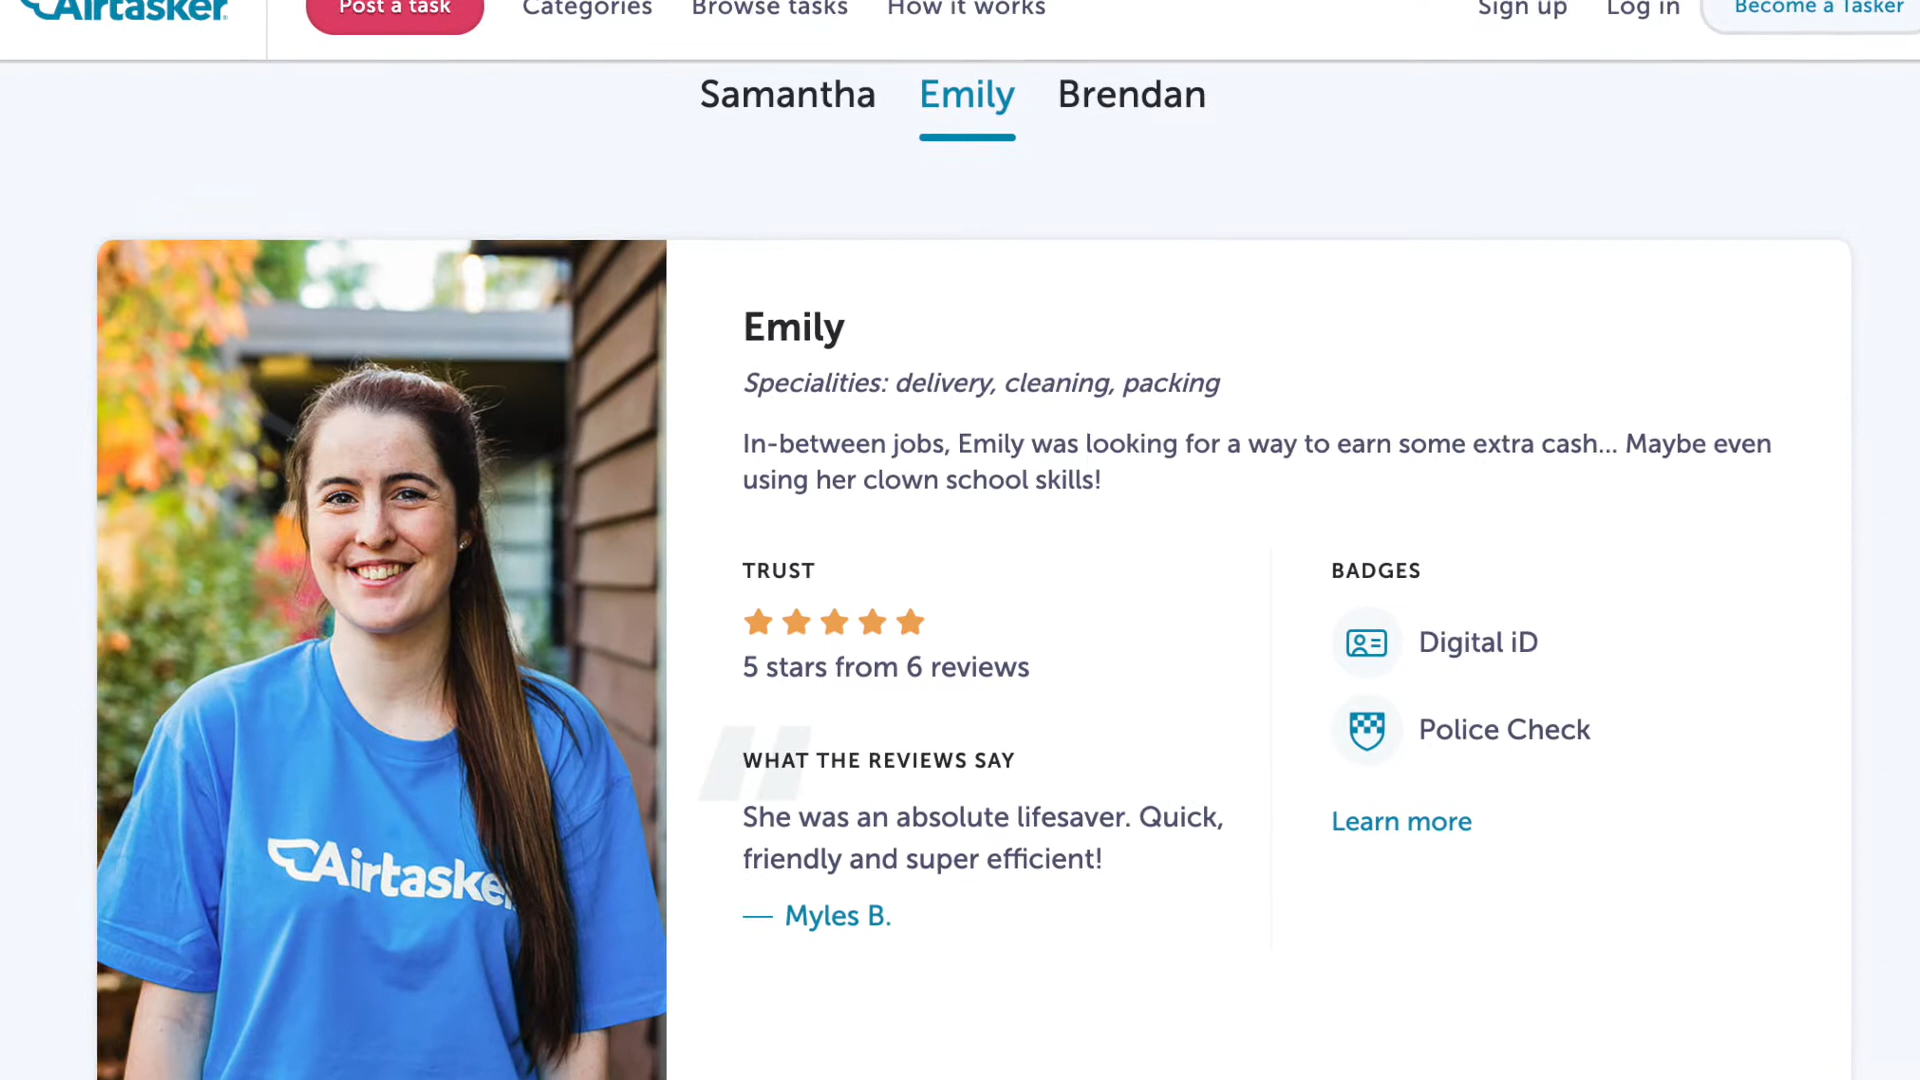 Airtasker
Post a task
Categories
Browse tasks
How it works
Sign up
Log in
Become a Tasker
Samantha
Emily
Brendan
Emily
Specialities: delivery, cleaning, packing
In-between jobs, Emily was looking for a way to earn some extra cash... Maybe even
using her clown school skills!
TRUST
5 stars from 6 reviews
WHAT THE REVIEWS SAY
She was an absolute lifesaver. Quick,
friendly and super efficient!
— Myles B.
BADGES
Digital iD
Police Check
Learn more
Airtaske